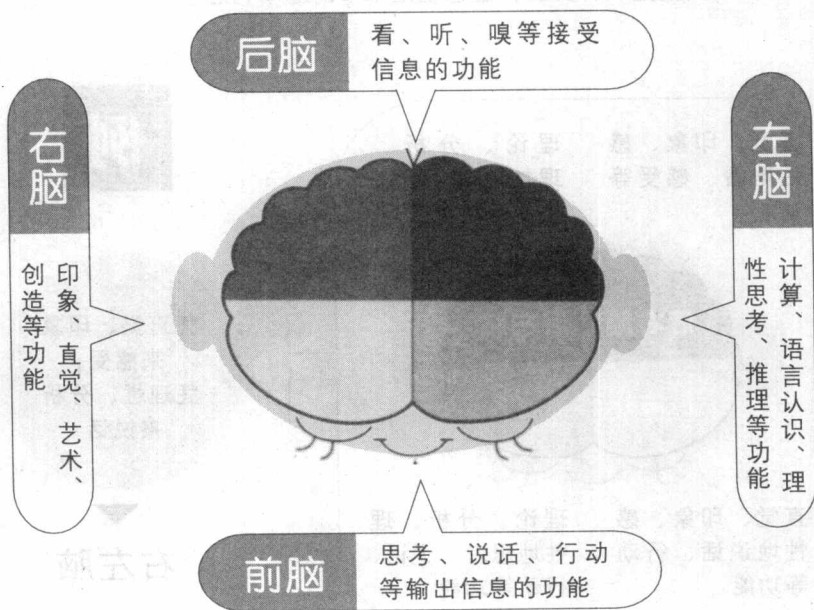 后脑
看、听、嗅等接受
信息的功能
右脑
印象、直觉、艺术、
创造等功能
左脑
计算、语言认识、理
性思考、推理等功能
前脑
思考、说话、行动
等输出信息的功能
右左脑